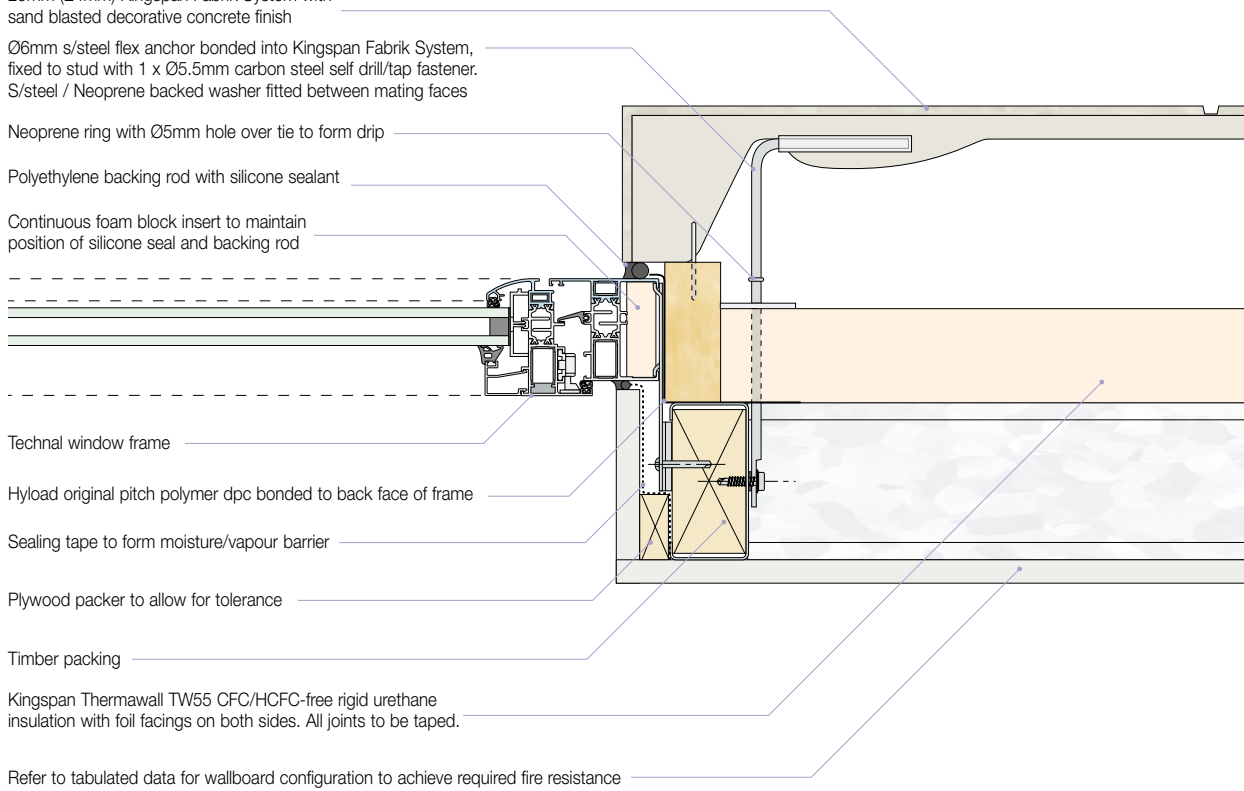 Kingspan Fabrik System with
sand blasted decorative concrete finish
Ø6mm s/steel flex anchor bonded into Kingspan Fabrik System,
fixed to stud with 1 x Ø5.5mm carbon steel self drill/tap fastener.
S/steel / Neoprene backed washer fitted between mating faces
Neoprene ring with Ø5mm hole over tie to form drip
Polyethylene backing rod with silicone sealant
Continuous foam block insert to maintain
position of silicone seal and backing rod
Technal window frame
Hyload original pitch polymer dpc bonded to back face of frame
Sealing tape to form moisture/vapour barrier
Plywood packer to allow for tolerance
Timber packing
Kingspan Thermawall TW55 CFC/HCFC-free rigid urethane
insulation with foil facings on both sides. All joints to be taped.
Refer to tabulated data for wallboard configuration to achieve required fire resistance